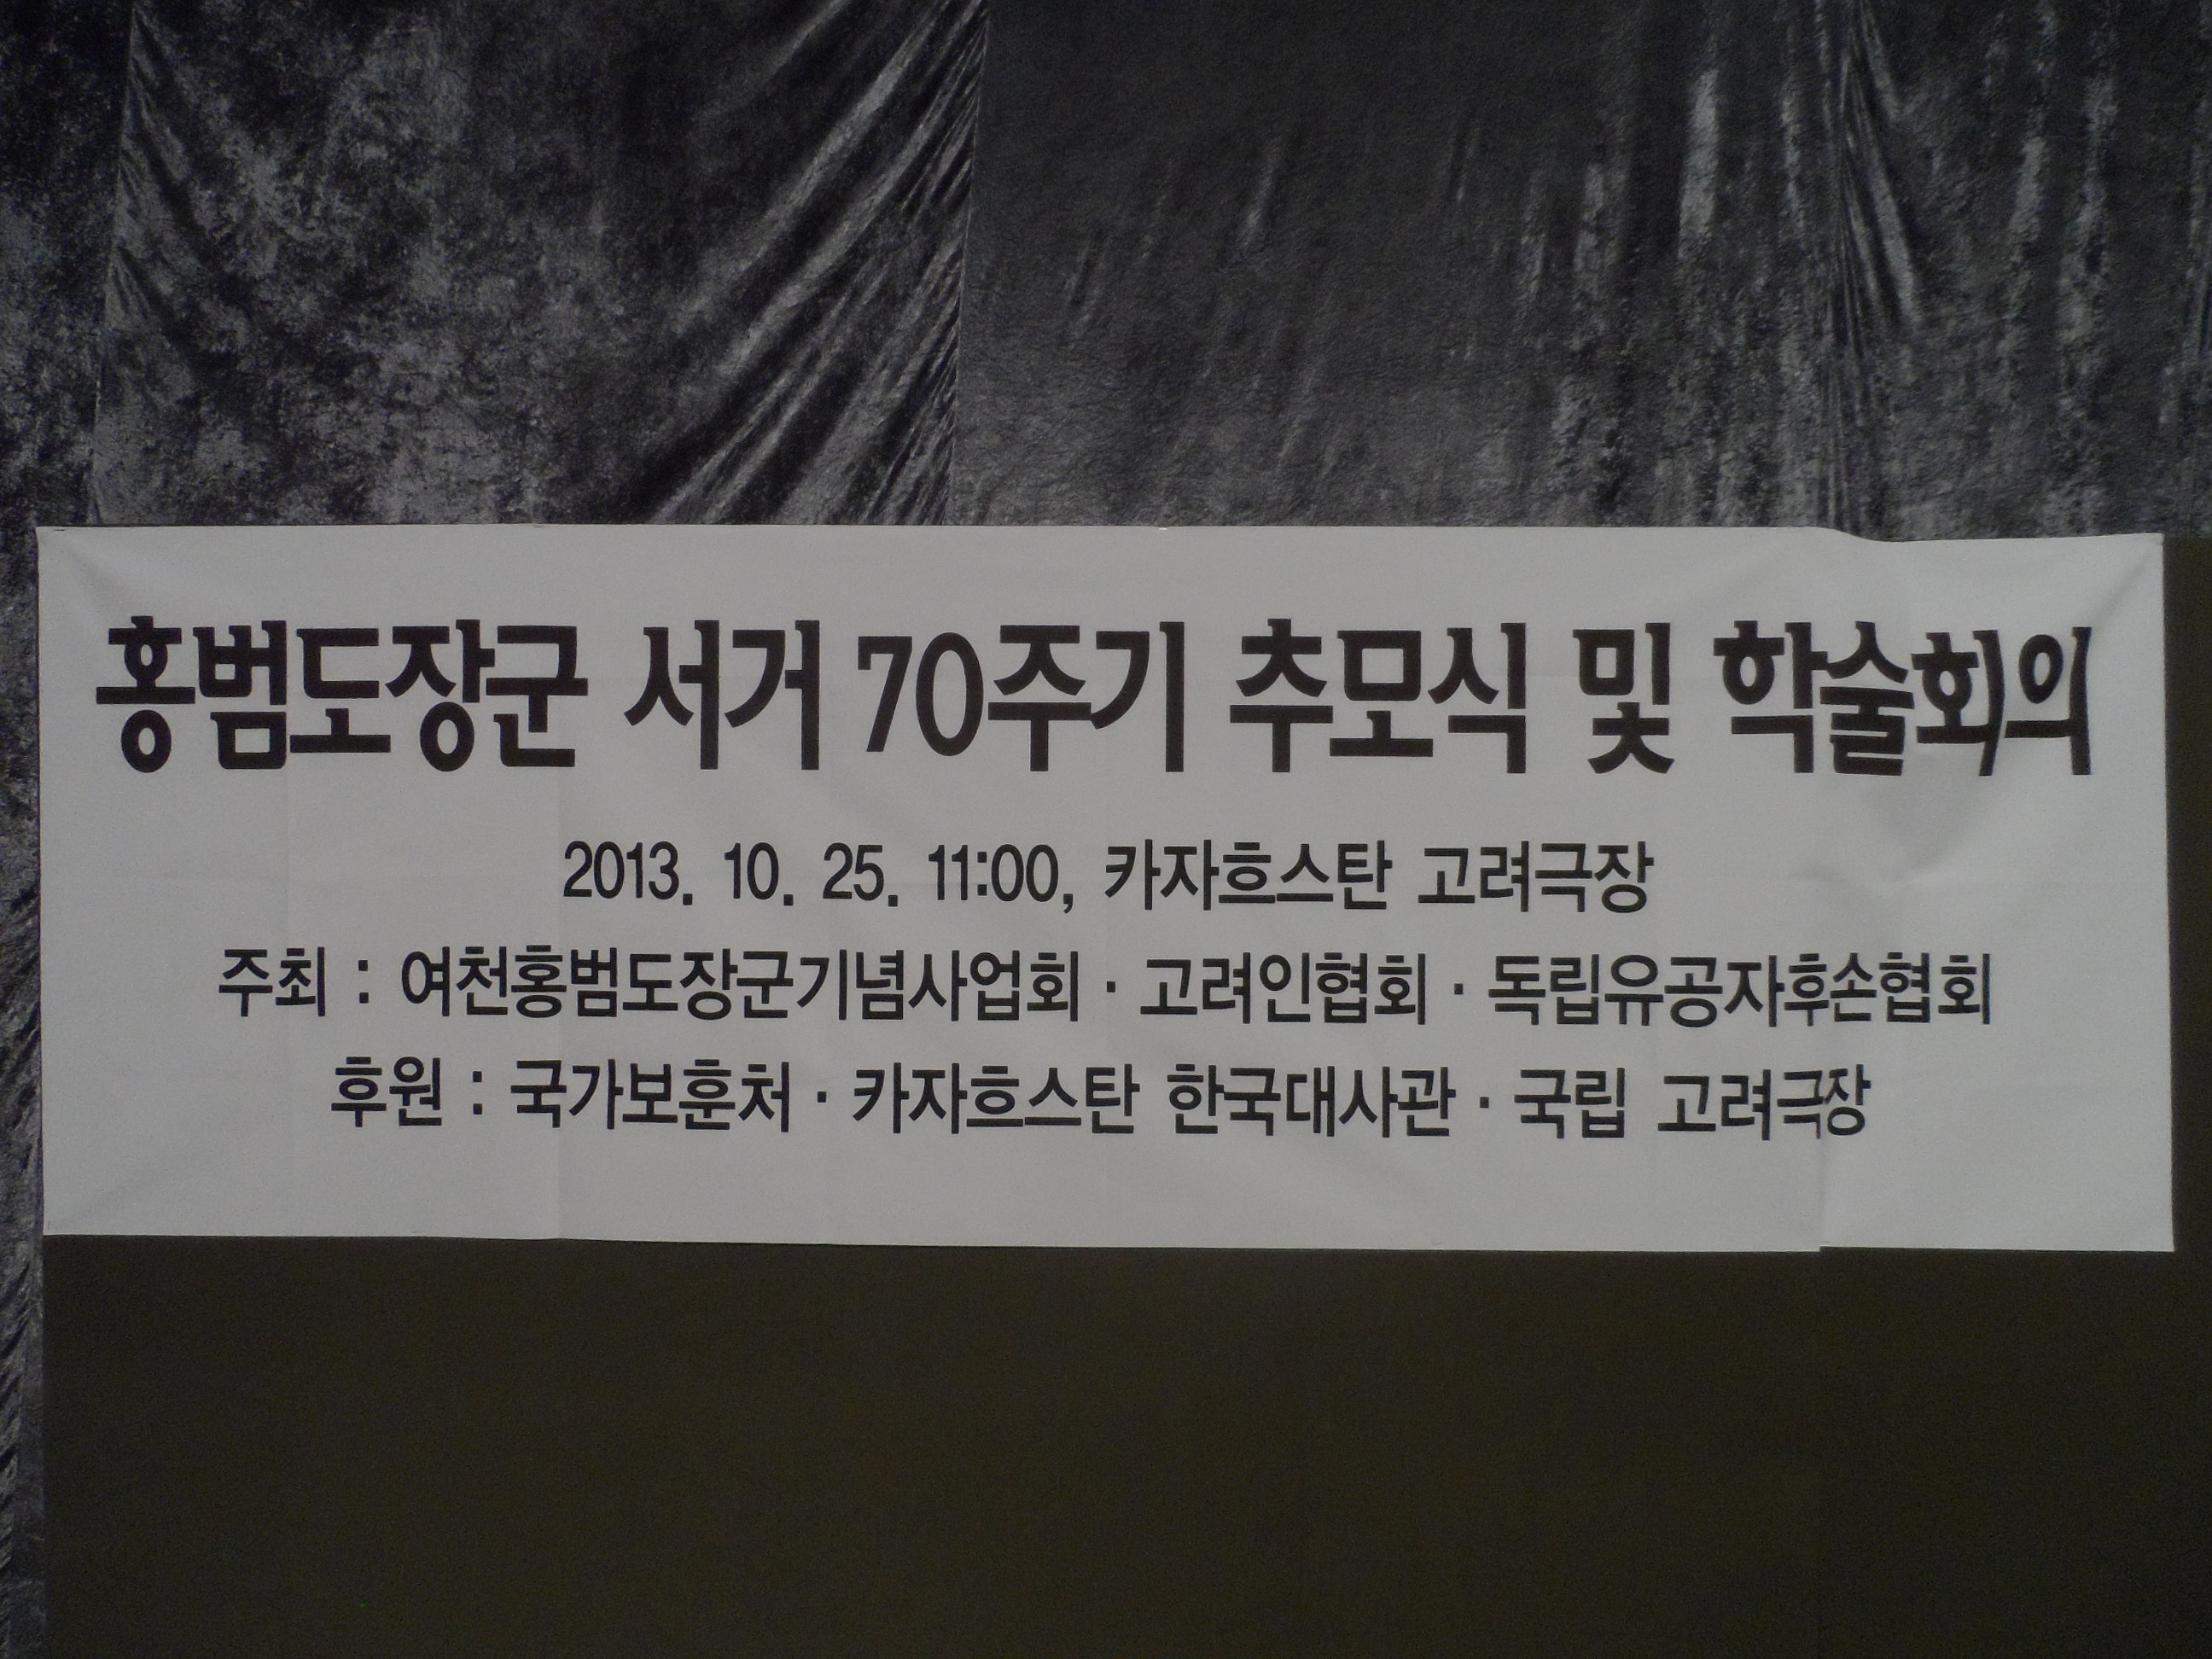 홍범도장군 서거 70주기 추모식 및 학술회의
2013. 10. 25. 11:00, 카자흐스탄 고려극장
주최 : 여천홍범도장군기념사업회 · 고려인협회 · 독립유공자후손협회
후원 : 국가보훈처 · 카자흐스탄 한국대사관 · 국립 고려극장